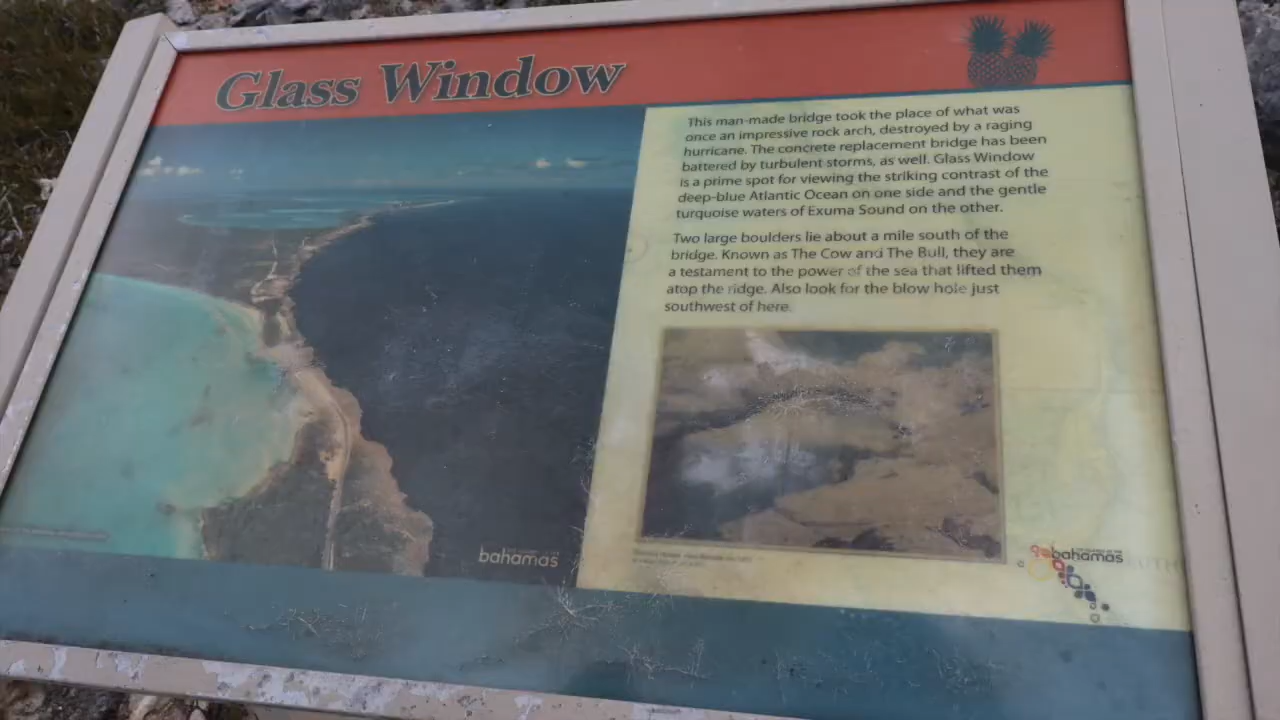 Glass Window
This man-made bridge took the place of what was
once an impressive rock arch, destroyed by a raging
hurricane. The concrete replacement bridge has been
battered by turbulent storms, as well. Glass Window
is a prime spot for viewing the striking contrast of the
deep-blue Atlantic Ocean on one side and the gentle
turquoise waters of Exuma Sound on the other.
Two large boulders lie about a mile south of the
bridge. Known as The Cow and The Bull, they are
a testament to the power of the sea that lifted them
atop the ridge. Also look for the blow hole just
southwest of here.
bahamas
bahamas